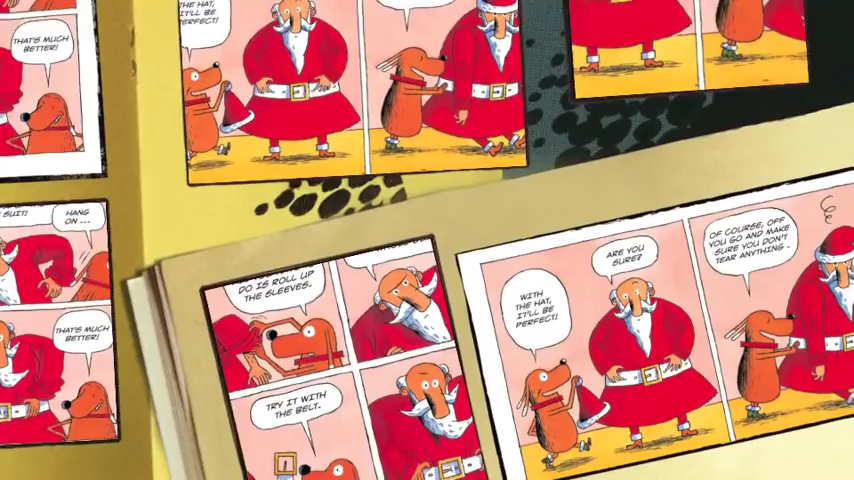 THE HAT,
IT'LL BE
PERFECT!
THAT'S MUCH
BETTER!
SUIT!
HANG
ON ...
THAT'S MUCH
BETTER!
DO IS ROLL UP
THE SLEEVES.
TRY IT WITH
THE BELT.
WITH
THE HAT,
IT'LL BE
PERFECT!
ARE YOU
SURE?
OF COURSE, OFF
YOU GO AND MAKE
SURE YOU DON'T
TEAR ANYTHING -